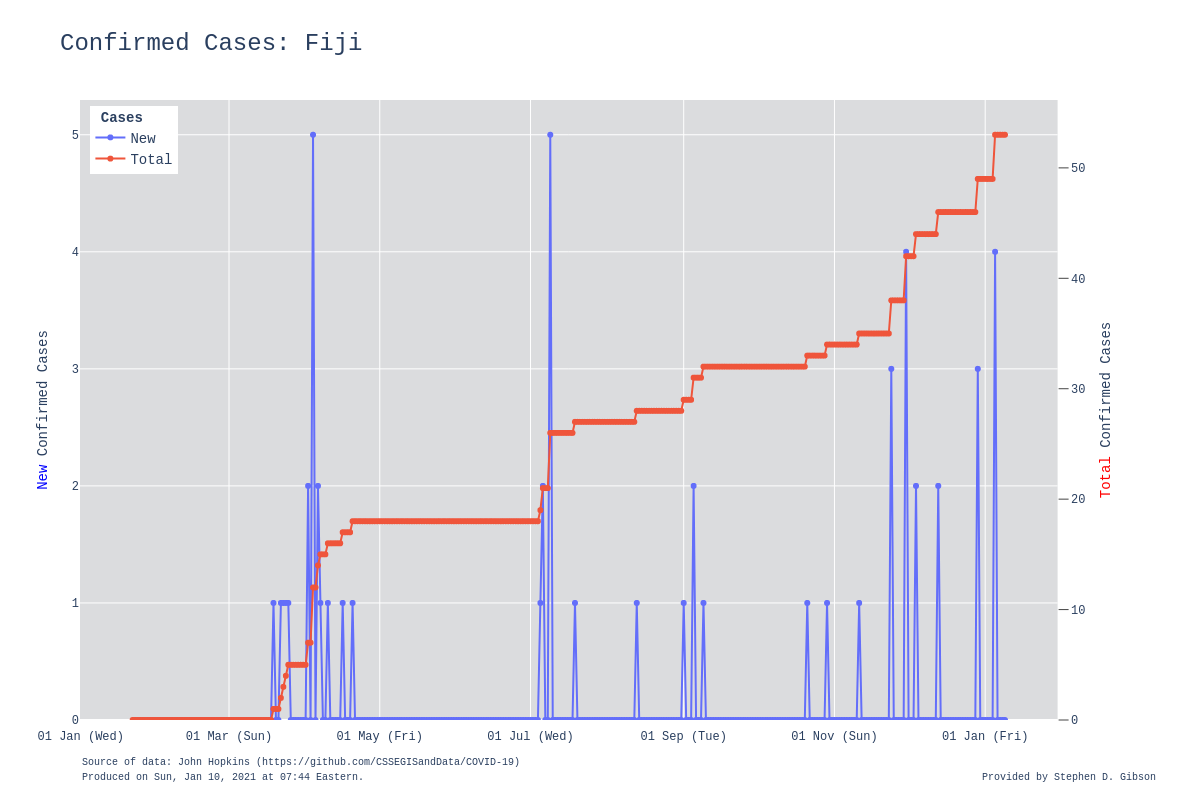 Confirmed Cases: Fiji
Cases
New
Total
5
4
3
2
1
0
50
40
30
20
10
0
New Confirmed Cases
Total Confirmed Cases
01 Jan (Wed)
01 Mar (Sun)
01 May (Fri)
01 Jul (Wed)
01 Sep (Tue)
01 Nov (Sun)
01 Jan (Fri)
Source of data: John Hopkins (https://github.com/CSSEGISandData/COVID-19)
Produced on Sun, Jan 10, 2021 at 07:44 Eastern.
Provided by Stephen D. Gibson